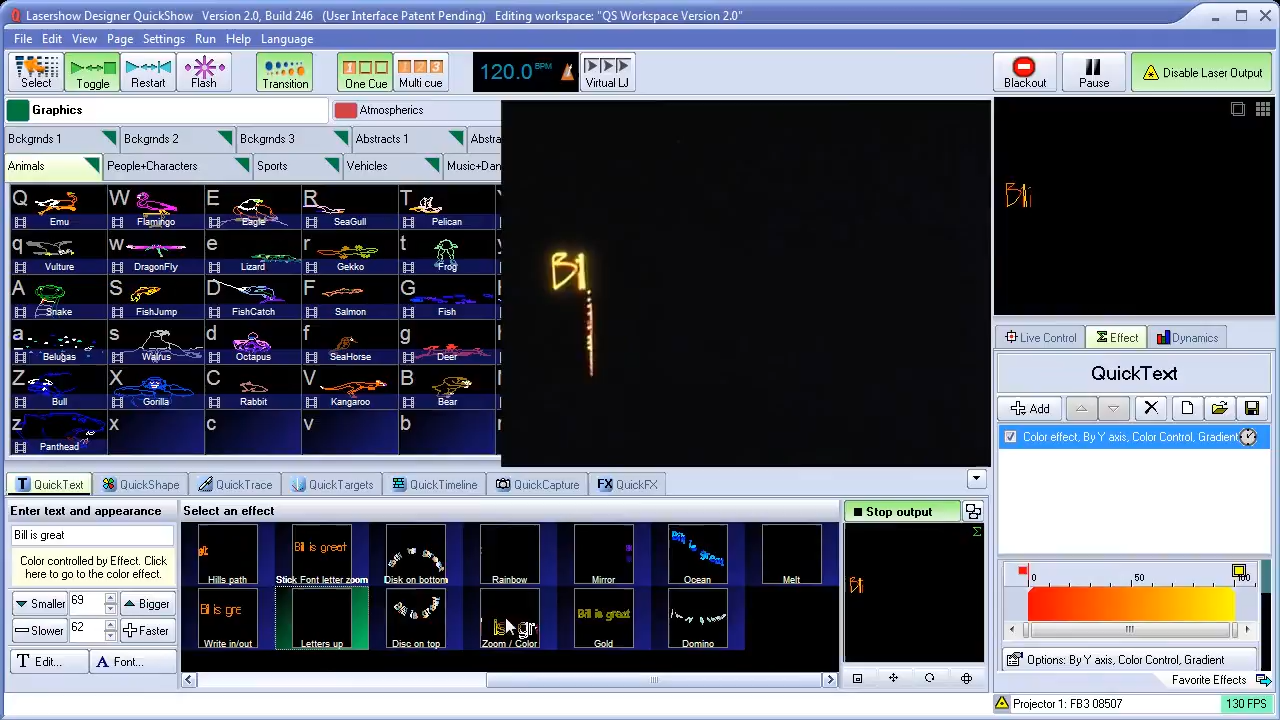 Lasershow Designer QuickShow Version 2.0, Build 246 (User Interface Patent Pending) Editing workspace: "QS Workspace Version 2.0"
File Edit View Page Settings Run Help Language
Select Toggle Restart Flash Transition One Cue Multi cue 120.0 BPM Virtual LJ Blackout Pause Disable Laser Output
Graphics Atmospherics
Bckgrnds 1 Bckgrnds 2 Bckgrnds 3 Abstracts 1 Abstra
Animals People+Characters Sports Vehicles Music+Dan
Q W E R T
Emu Flamingo Eagle SeaGull Pelican
q w e r t
Vulture DragonFly Lizard Gekko Frog
A S D F G
Snake FishJump FishCatch Salmon Fish
a s d f g
Belugas Walrus Octapus SeaHorse Deer
Z X C V B
Bull Gorilla Rabbit Kangaroo Bear
z x c v b
Panthead
Bil
Bli
Live Control Effect Dynamics
QuickText
Add
Color effect, By Y axis, Color Control, Gradient
QuickText QuickShape QuickTrace QuickTargets QuickTimeline QuickCapture QuickFX
Enter text and appearance Select an effect Stop output
Bill is great
Color controlled by Effect. Click
here to go to the color effect.
Smaller 69 Bigger
Slower 62 Faster
Edit... Font...
Bill is great
Hills path Stick Font letter zoom Disk on bottom Rainbow Mirror Ocean Melt
Bill is gre Bill is great Bill is great
Write in/out Letters up Disc on top Zoom / Color Gold Domino
0 50 100
Options: By Y axis, Color Control, Gradient
Favorite Effects
Projector 1: FB3 08507 130 FPS